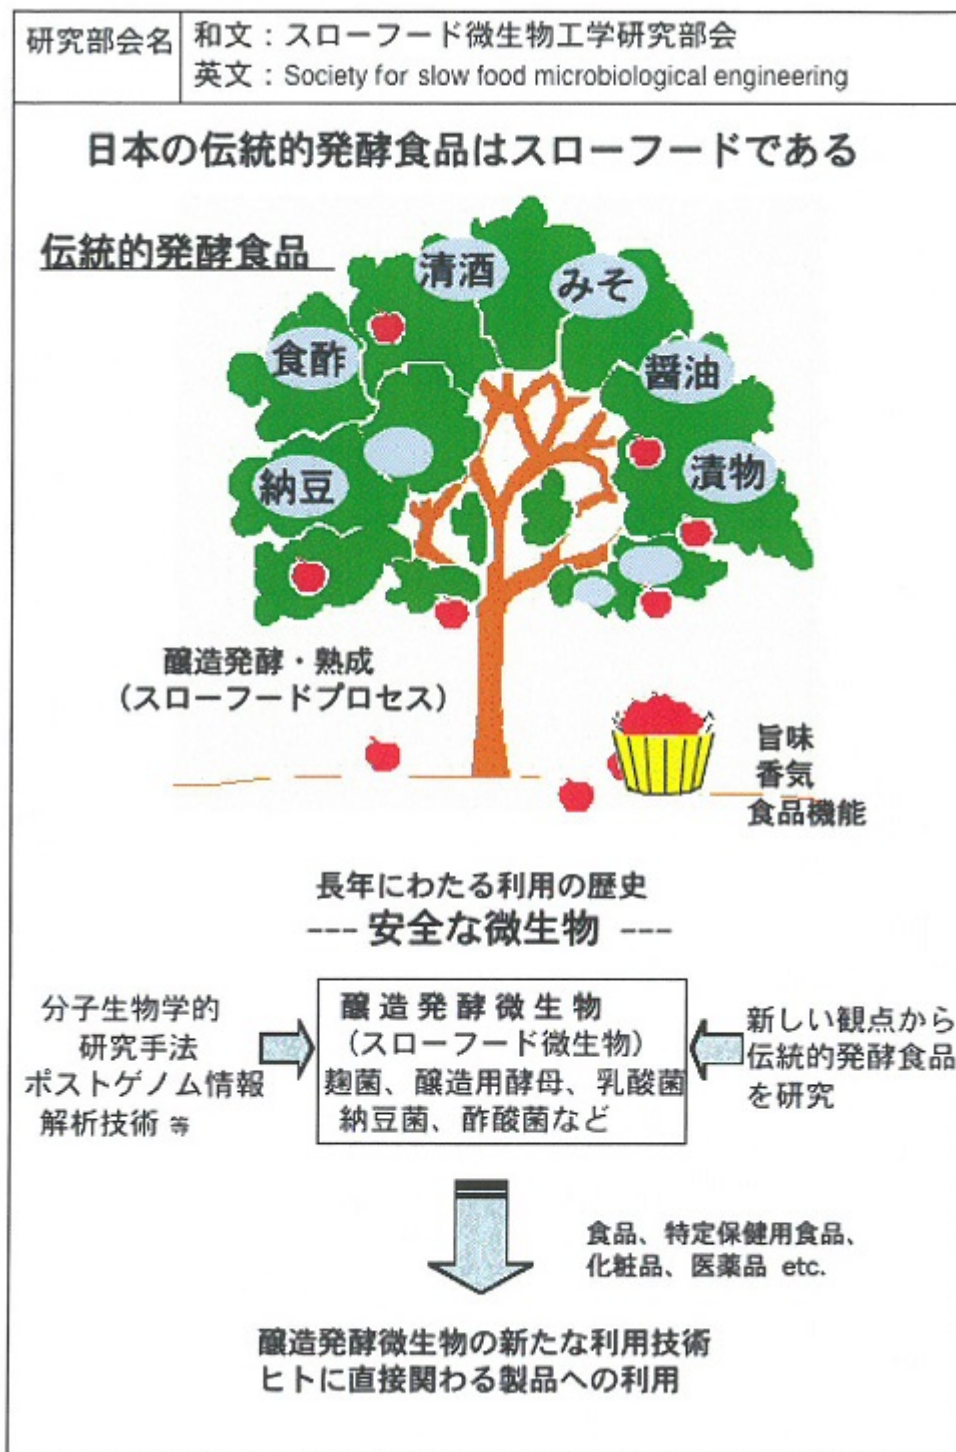 研究部会名
和文：スローフード微生物工学研究部会
英文：Society for slow food microbiological engineering
日本の伝統的発酵食品はスローフードである
伝統的発酵食品
清酒
みそ
食酢
醤油
納豆
漬物
醸造発酵・熟成
（スローフードプロセス）
旨味
香気
食品機能
長年にわたる利用の歴史
--- 安全な微生物 ---
分子生物学的
研究手法
ポストゲノム情報
解析技術 等
醸造発酵微生物
（スローフード微生物）
麹菌、醸造用酵母、乳酸菌
納豆菌、酢酸菌など
新しい観点から
伝統的発酵食品
を研究
食品、特定保健用食品、
化粧品、医薬品 etc.
醸造発酵微生物の新たな利用技術
ヒトに直接関わる製品への利用